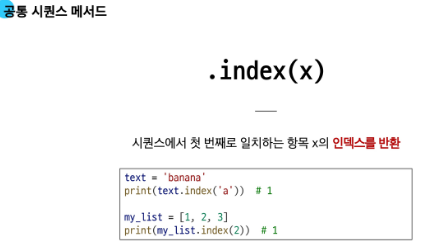 공통 시퀀스 메서드
.index(x)
시퀀스에서 첫 번째로 일치하는 항목 x의 인덱스를 반환
text = 'banana'
print(text.index('a'))  # 1
my_list = [1, 2, 3]
print(my_list.index(2))  # 1